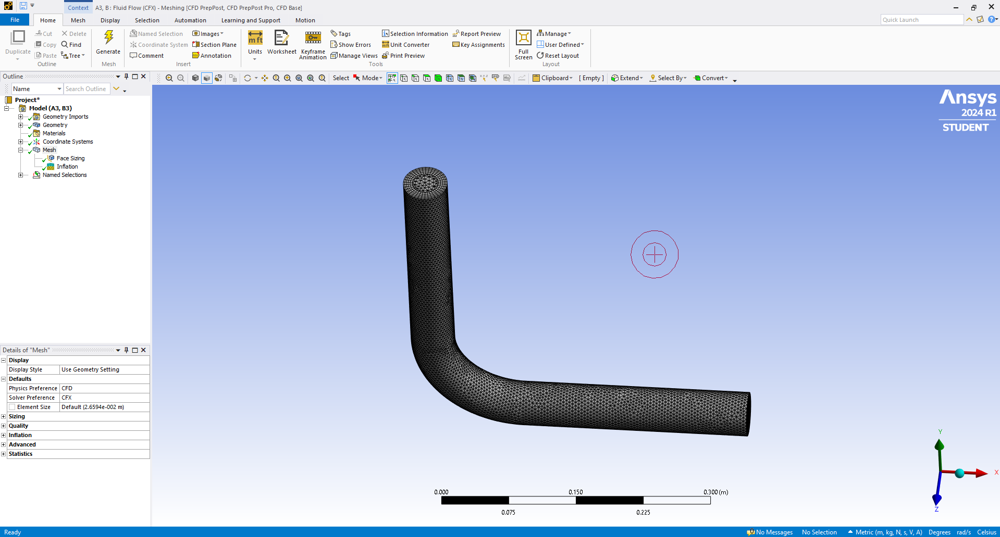 Context A3, B : Fluid Flow (CFX) - Meshing [CFD PrepPost, CFD PrepPost Pro, CFD Base]
File Home Mesh Display Selection Automation Learning and Support Motion Quick Launch
Duplicate Cut Copy Paste Delete Find Tree
Outline
Generate
Mesh
Named Selection Images
Coordinate System Section Plane
Comment Annotation
Insert
Units Worksheet Keyframe Animation
Tags Selection Information Report Preview
Show Errors Unit Converter Key Assignments
Manage Views Print Preview
Tools
Full Screen Manage
User Defined
Reset Layout
Layout
Outline
Name Search Outline
Select Mode Clipboard [ Empty ] Extend Select By Convert
Project*
Model (A3, B3)
Geometry Imports
Geometry
Materials
Coordinate Systems
Mesh
Face Sizing
Inflation
Named Selections
Ansys
2024 R1
STUDENT
Details of "Mesh"
Display
Display Style Use Geometry Setting
Defaults
Physics Preference CFD
Solver Preference CFX
Element Size Default (2.6594e-002 m)
Sizing
Quality
Inflation
Advanced
Statistics
Y
X
Z
0.000 0.150 0.300 (m)
0.075 0.225
Ready 0 No Messages No Selection Metric (m, kg, N, s, V, A) Degrees rad/s Celsius